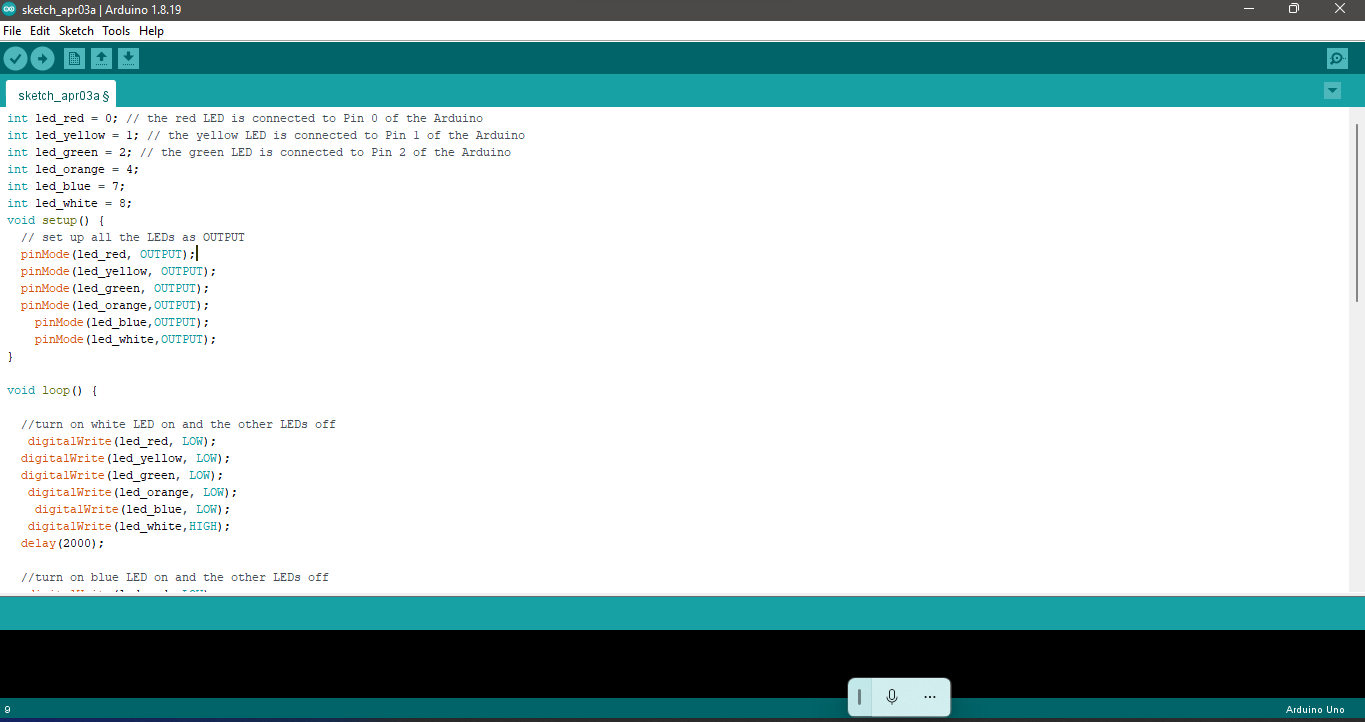 sketch_apr03a | Arduino 1.8.19
File Edit Sketch Tools Help
sketch_apr03a §
int led_red = 0; // the red LED is connected to Pin 0 of the Arduino
int led_yellow = 1; // the yellow LED is connected to Pin 1 of the Arduino
int led_green = 2; // the green LED is connected to Pin 2 of the Arduino
int led_orange = 4;
int led_blue = 7;
int led_white = 8;
void setup() {
  // set up all the LEDs as OUTPUT
  pinMode(led_red, OUTPUT);
  pinMode(led_yellow, OUTPUT);
  pinMode(led_green, OUTPUT);
  pinMode(led_orange,OUTPUT);
    pinMode(led_blue,OUTPUT);
    pinMode(led_white,OUTPUT);
}
void loop() {
  //turn on white LED on and the other LEDs off
   digitalWrite(led_red, LOW);
  digitalWrite(led_yellow, LOW);
  digitalWrite(led_green, LOW);
   digitalWrite(led_orange, LOW);
    digitalWrite(led_blue, LOW);
   digitalWrite(led_white,HIGH);
  delay(2000);
  //turn on blue LED on and the other LEDs off
9
Arduino Uno